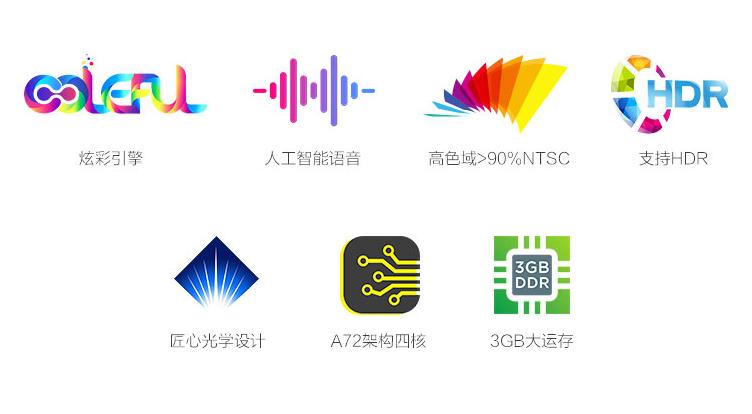 COLEFUL
HDR
炫彩引擎
人工智能语音
高色域>90%NTSC
支持HDR
3GB
DDR
匠心光学设计
A72架构四核
3GB大运存